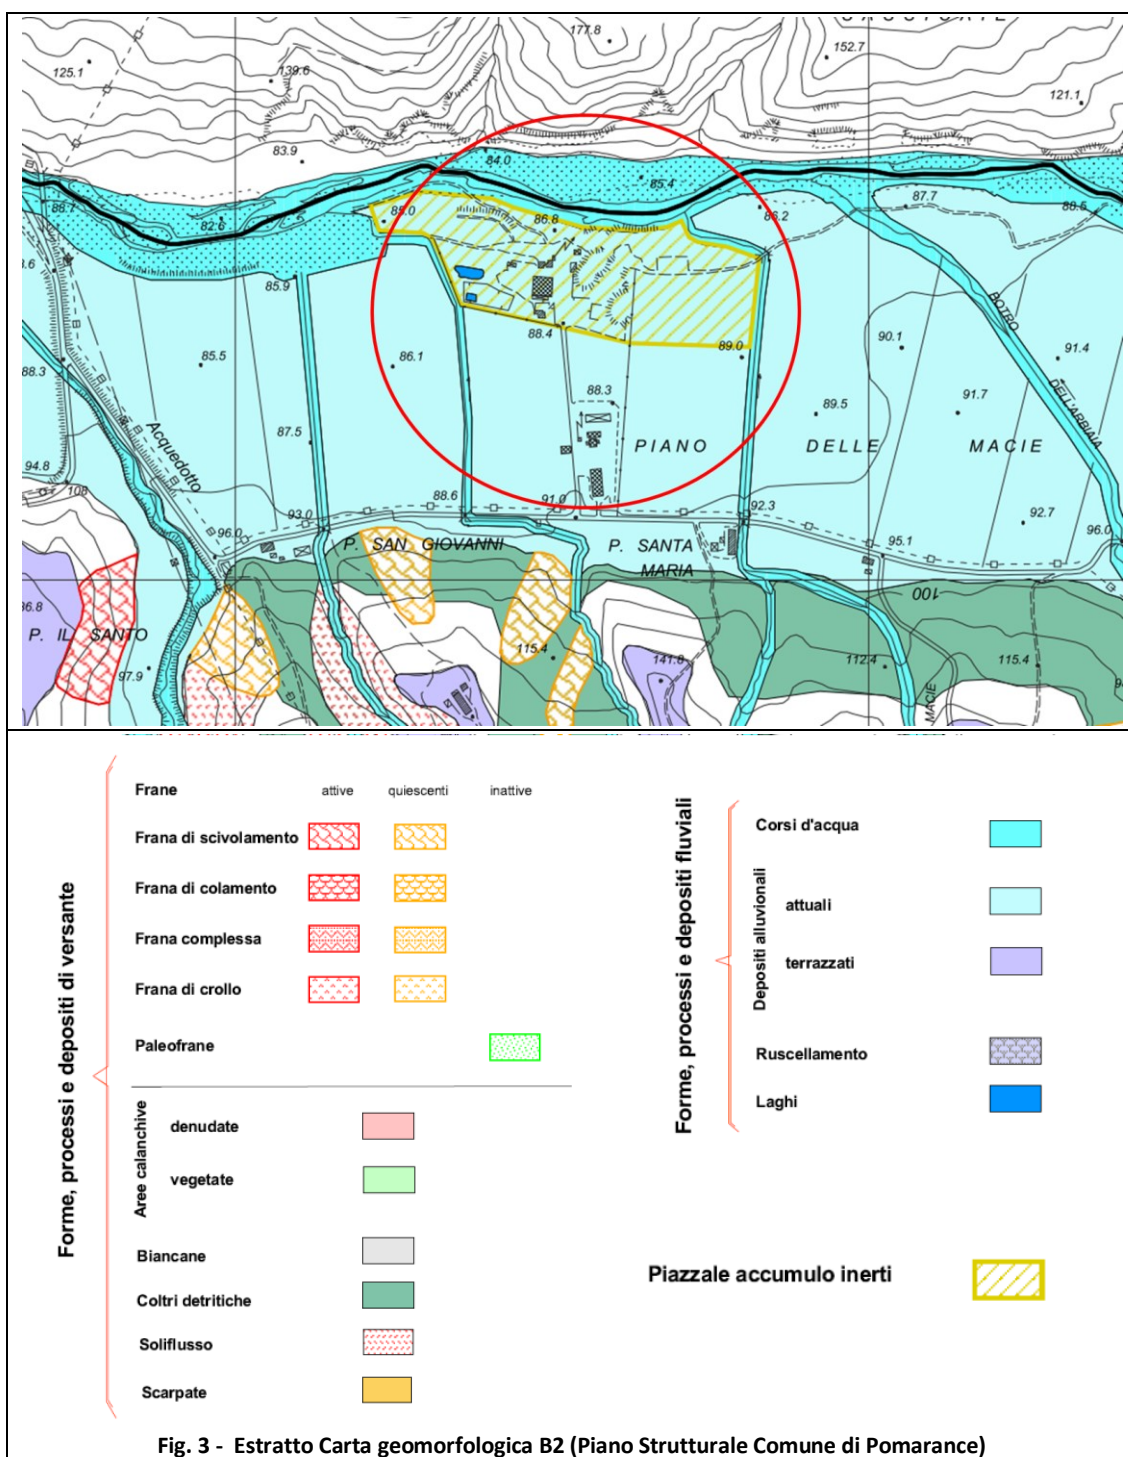 177.8
152.7
125.1
139.6
121.1
83.9
84.0
85.4
88.7
82.6
85.0
86.8
86.2
87.7
88.5
85.9
88.4
89.0
90.1
91.4
BOTRO
DELL'ARBIAIA
85.5
86.1
88.3
88.3
89.5
91.7
Acquedotto
87.5
PIANO DELLE MACIE
94.8
108
88.6
91.0
92.3
92.7
93.0
96.0
96.0
95.1
P. SAN GIOVANNI
P. SANTA
MARIA
100
P. IL SANTO
97.9
115.4
141.8
112.4
115.4
MACIE
Frane attive quiescenti inattive
Frana di scivolamento
Frana di colamento
Frana complessa
Frana di crollo
Paleofrane
Aree calanchive
denudate
vegetate
Biancane
Coltri detritiche
Soliflusso
Scarpate
Forme, processi e depositi di versante
Forme, processi e depositi fluviali
Corsi d'acqua
Depositi alluvionali
attuali
terrazzati
Ruscellamento
Laghi
Piazzale accumulo inerti
Fig. 3 - Estratto Carta geomorfologica B2 (Piano Strutturale Comune di Pomarance)